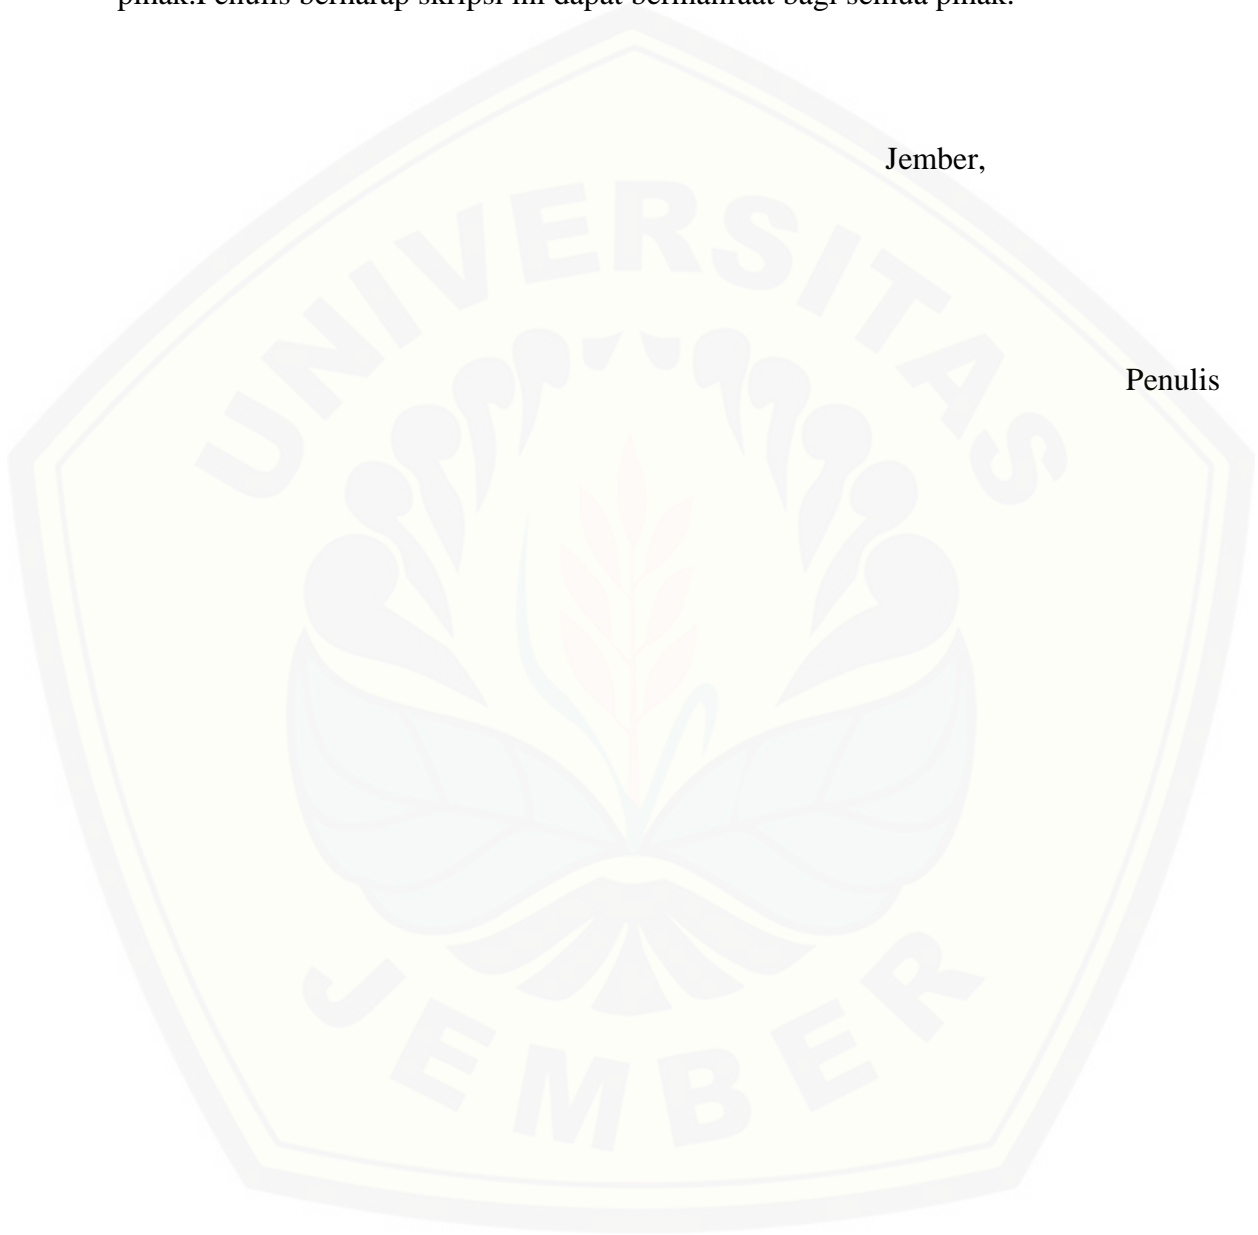 pihak.Penulis berharap skripsi ini dapat bermanfaat bagi semua pihak.
Jember,
UNIVERSITAS
Penulis
JEMBER